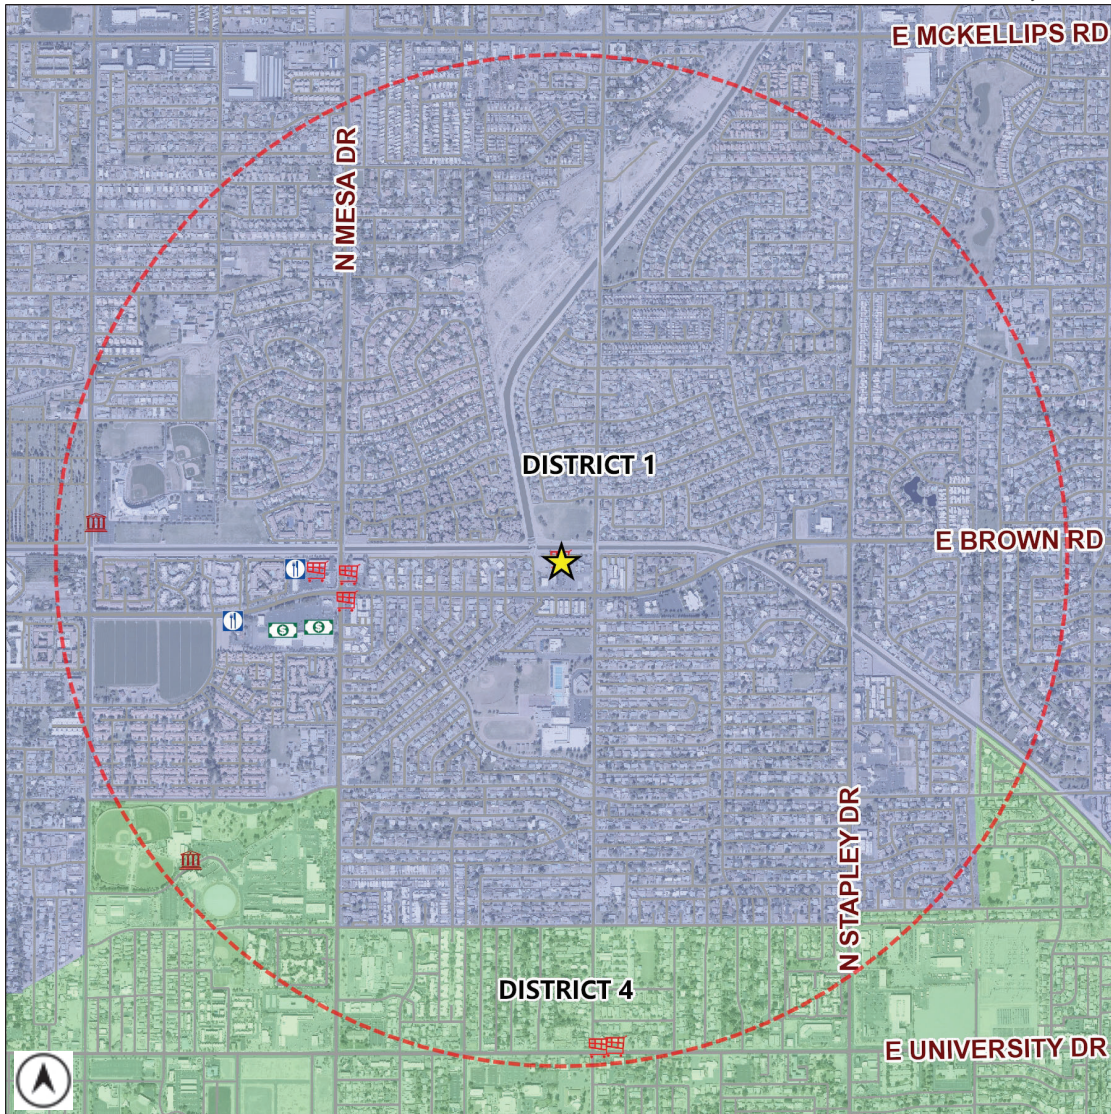 E MCKELLIPS RD
N MESA DR
DISTRICT 1
E BROWN RD
$ $
N STAPLEY DR
DISTRICT 4
E UNIVERSITY DR